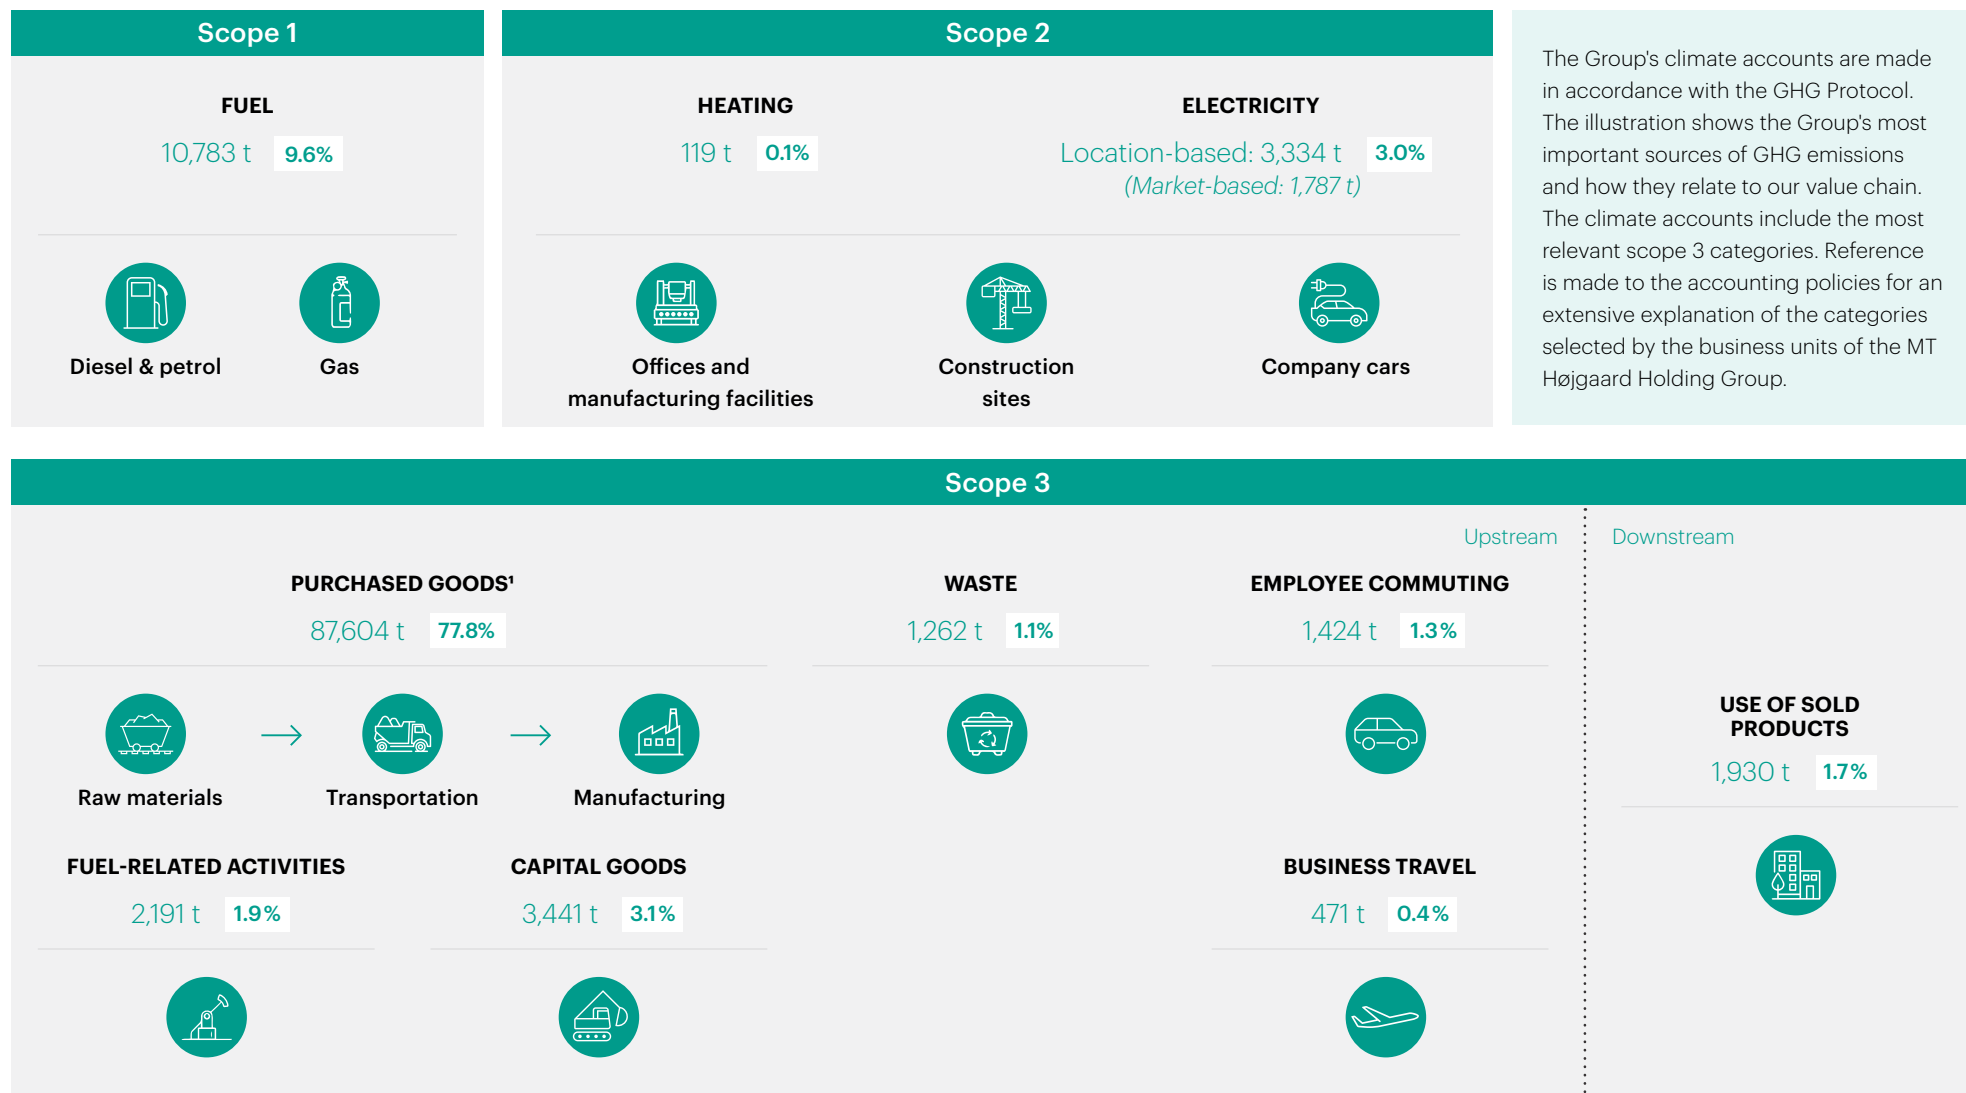 Scope 1
FUEL
10,783 t 9.6%
Diesel & petrol
Gas
Scope 2
HEATING
119 t 0.1%
ELECTRICITY
Location-based: 3,334 t 3.0%
(Market-based: 1,787 t)
Offices and
manufacturing facilities
Construction
sites
Company cars
The Group's climate accounts are made
in accordance with the GHG Protocol.
The illustration shows the Group's most
important sources of GHG emissions
and how they relate to our value chain.
The climate accounts include the most
relevant scope 3 categories. Reference
is made to the accounting policies for an
extensive explanation of the categories
selected by the business units of the MT
Højgaard Holding Group.
Scope 3
Upstream
Downstream
PURCHASED GOODS¹
87,604 t 77.8%
Raw materials
Transportation
Manufacturing
WASTE
1,262 t 1.1%
EMPLOYEE COMMUTING
1,424 t 1.3%
FUEL-RELATED ACTIVITIES
2,191 t 1.9%
CAPITAL GOODS
3,441 t 3.1%
BUSINESS TRAVEL
471 t 0.4%
USE OF SOLD
PRODUCTS
1,930 t 1.7%